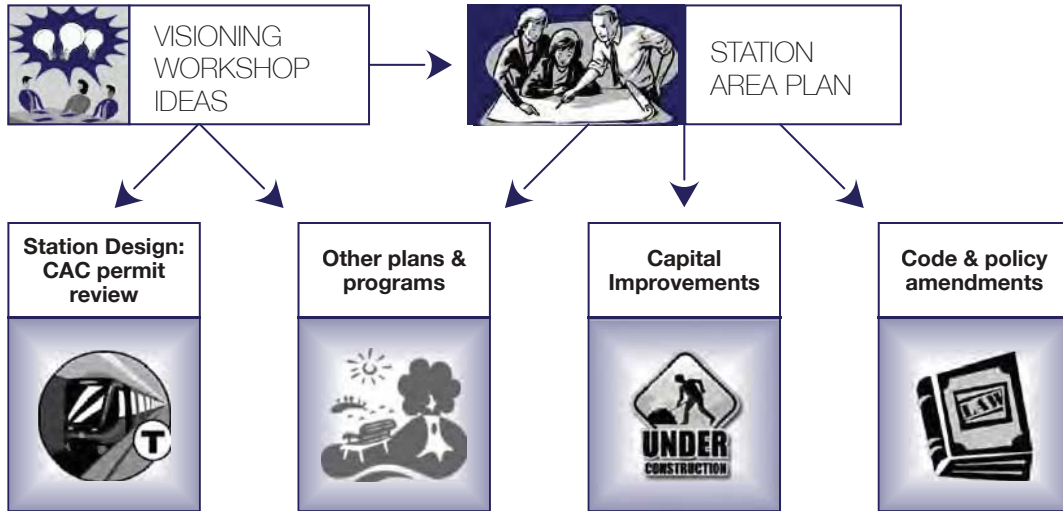 VISIONING
WORKSHOP
IDEAS
STATION
AREA PLAN
Station Design:
CAC permit
review
Other plans &
programs
Capital
Improvements
Code & policy
amendments
T
UNDER
CONSTRUCTION
LAW